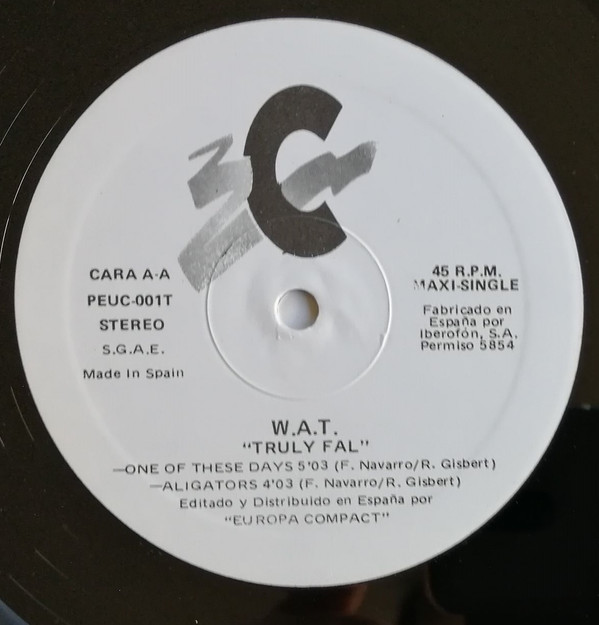 C
CARA A-A
PEUC-001T
STEREO
S.G.A.E.
Made In Spain
45 R.P.M.
MAXI-SINGLE
Fabricado en
España por
Iberofón, S.A.
Permiso 5854
W.A.T.
"TRULY FAL"
—ONE OF THESE DAYS 5'03 (F. Navarro/R. Gisbert)
—ALIGATORS 4'03 (F. Navarro/R. Gisbert)
Editado y Distribuido en España por
"EUROPA COMPACT"